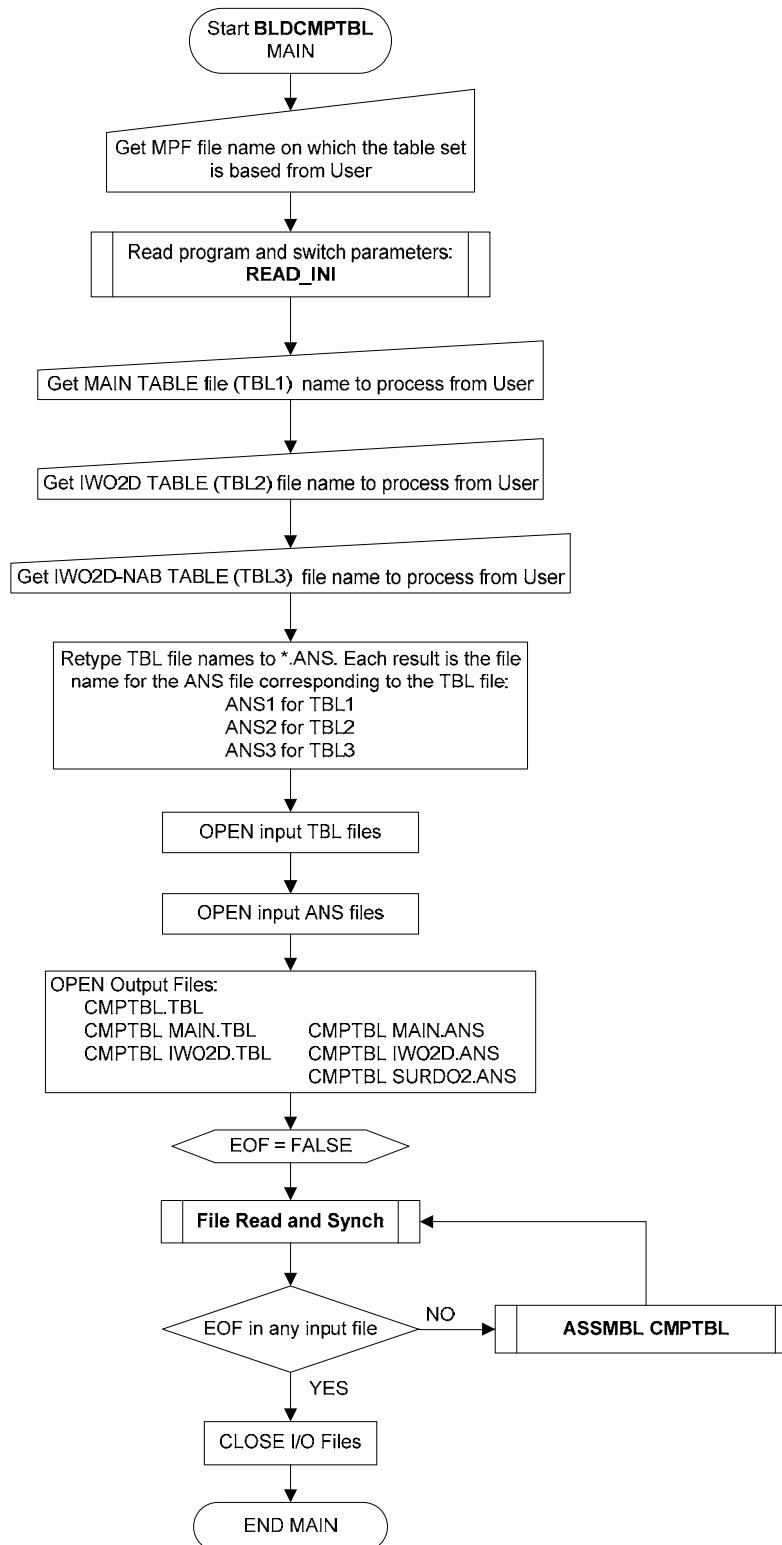 Start BLDCMPTBL
MAIN
Get MPF file name on which the table set
is based from User
Read program and switch parameters:
READ_INI
Get MAIN TABLE file (TBL1) name to process from User
Get IWO2D TABLE (TBL2) file name to process from User
Get IWO2D-NAB TABLE (TBL3) file name to process from User
Retype TBL file names to *.ANS. Each result is the file
name for the ANS file corresponding to the TBL file:
ANS1 for TBL1
ANS2 for TBL2
ANS3 for TBL3
OPEN input TBL files
OPEN input ANS files
OPEN Output Files:
CMPTBL.TBL
CMPTBL MAIN.TBL CMPTBL MAIN.ANS
CMPTBL IWO2D.TBL CMPTBL IWO2D.ANS
CMPTBL SURDO2.ANS
EOF = FALSE
File Read and Synch
EOF in any input file
NO
ASSMBL CMPTBL
YES
CLOSE I/O Files
END MAIN